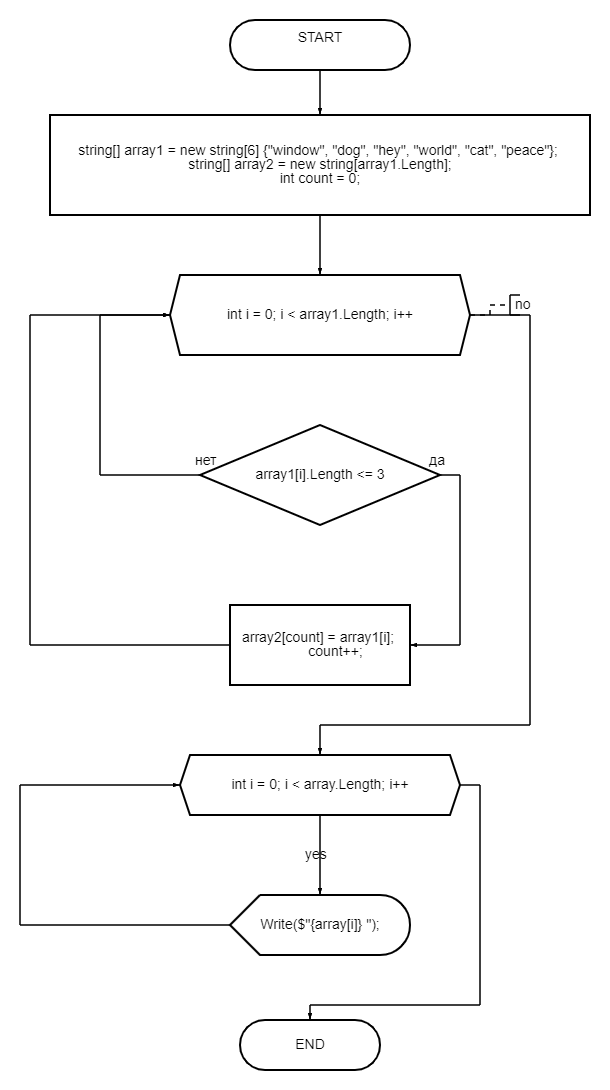 START
string[] array1 = new string[6] {"window", "dog", "hey", "world", "cat", "peace"};
string[] array2 = new string[array1.Length];
int count = 0;
int i = 0; i < array1.Length; i++
no
нет
да
array1[i].Length <= 3
array2[count] = array1[i];
count++;
int i = 0; i < array.Length; i++
yes
Write($"{array[i]} ");
END